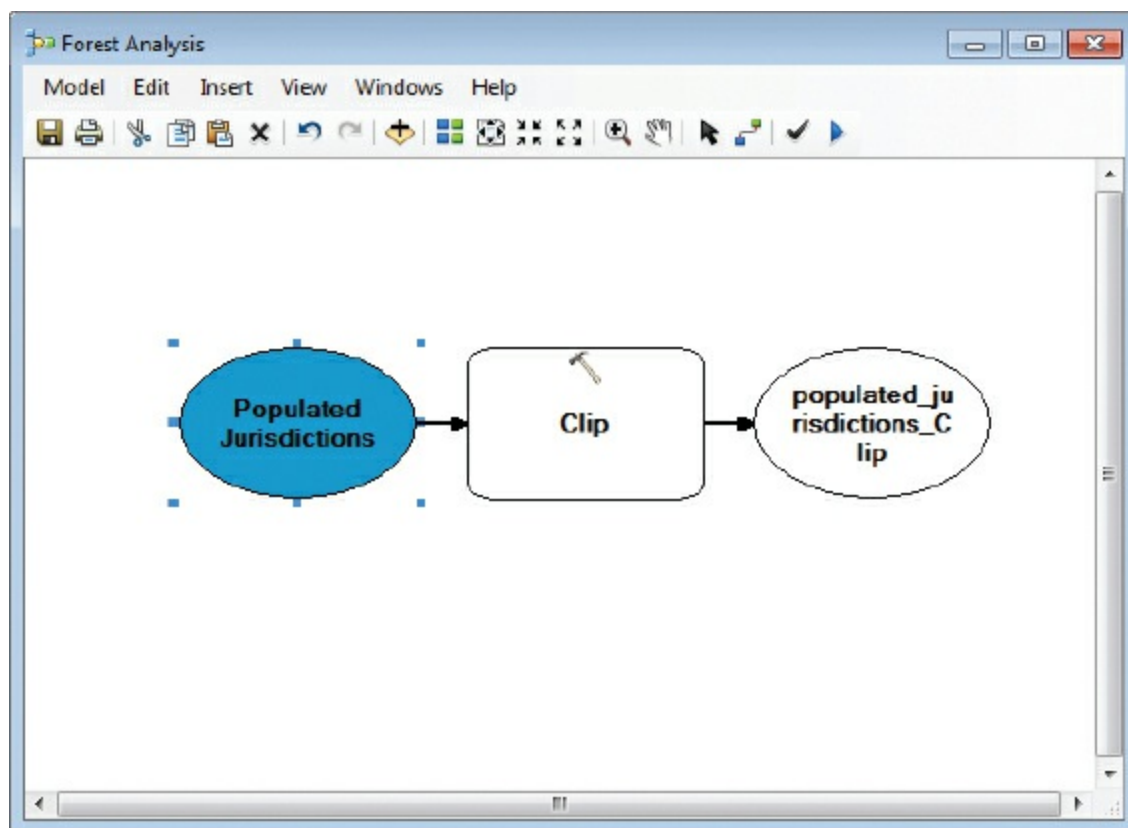 Forest Analysis
Model Edit Insert View Windows Help
Populated
Jurisdictions
Clip
populated_ju
risdictions_C
lip